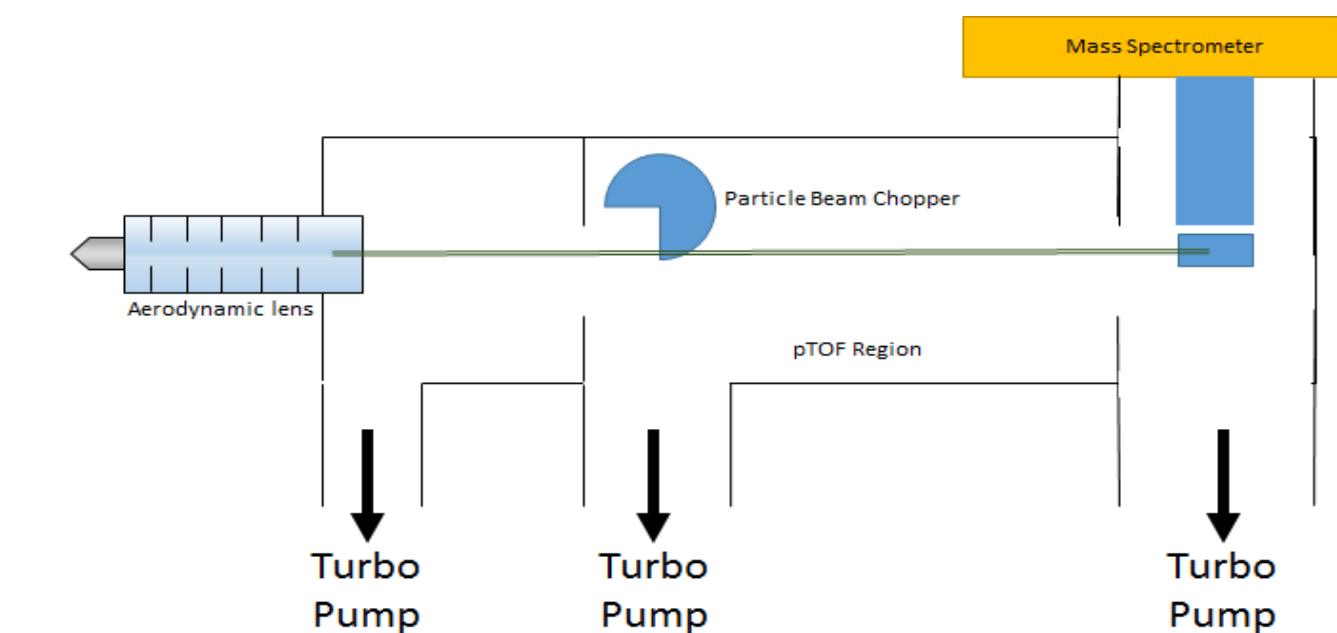 Mass Spectrometer
Particle Beam Chopper
Aerodynamic lens
pTOF Region
Turbo
Pump
Turbo
Pump
Turbo
Pump